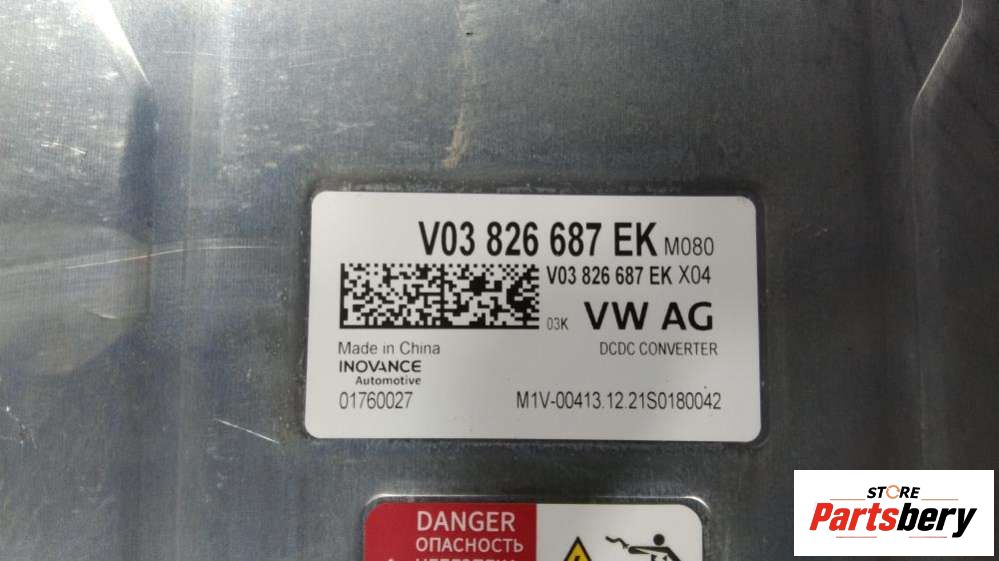 V03 826 687 EK M080
V03 826 687 EK X04
03K VW AG
Made in China
DCDC CONVERTER
INOVANCE
Automotive
01760027
M1V-00413.12.21S0180042
DANGER
ОПАСНОСТЬ
STORE
Partsbery